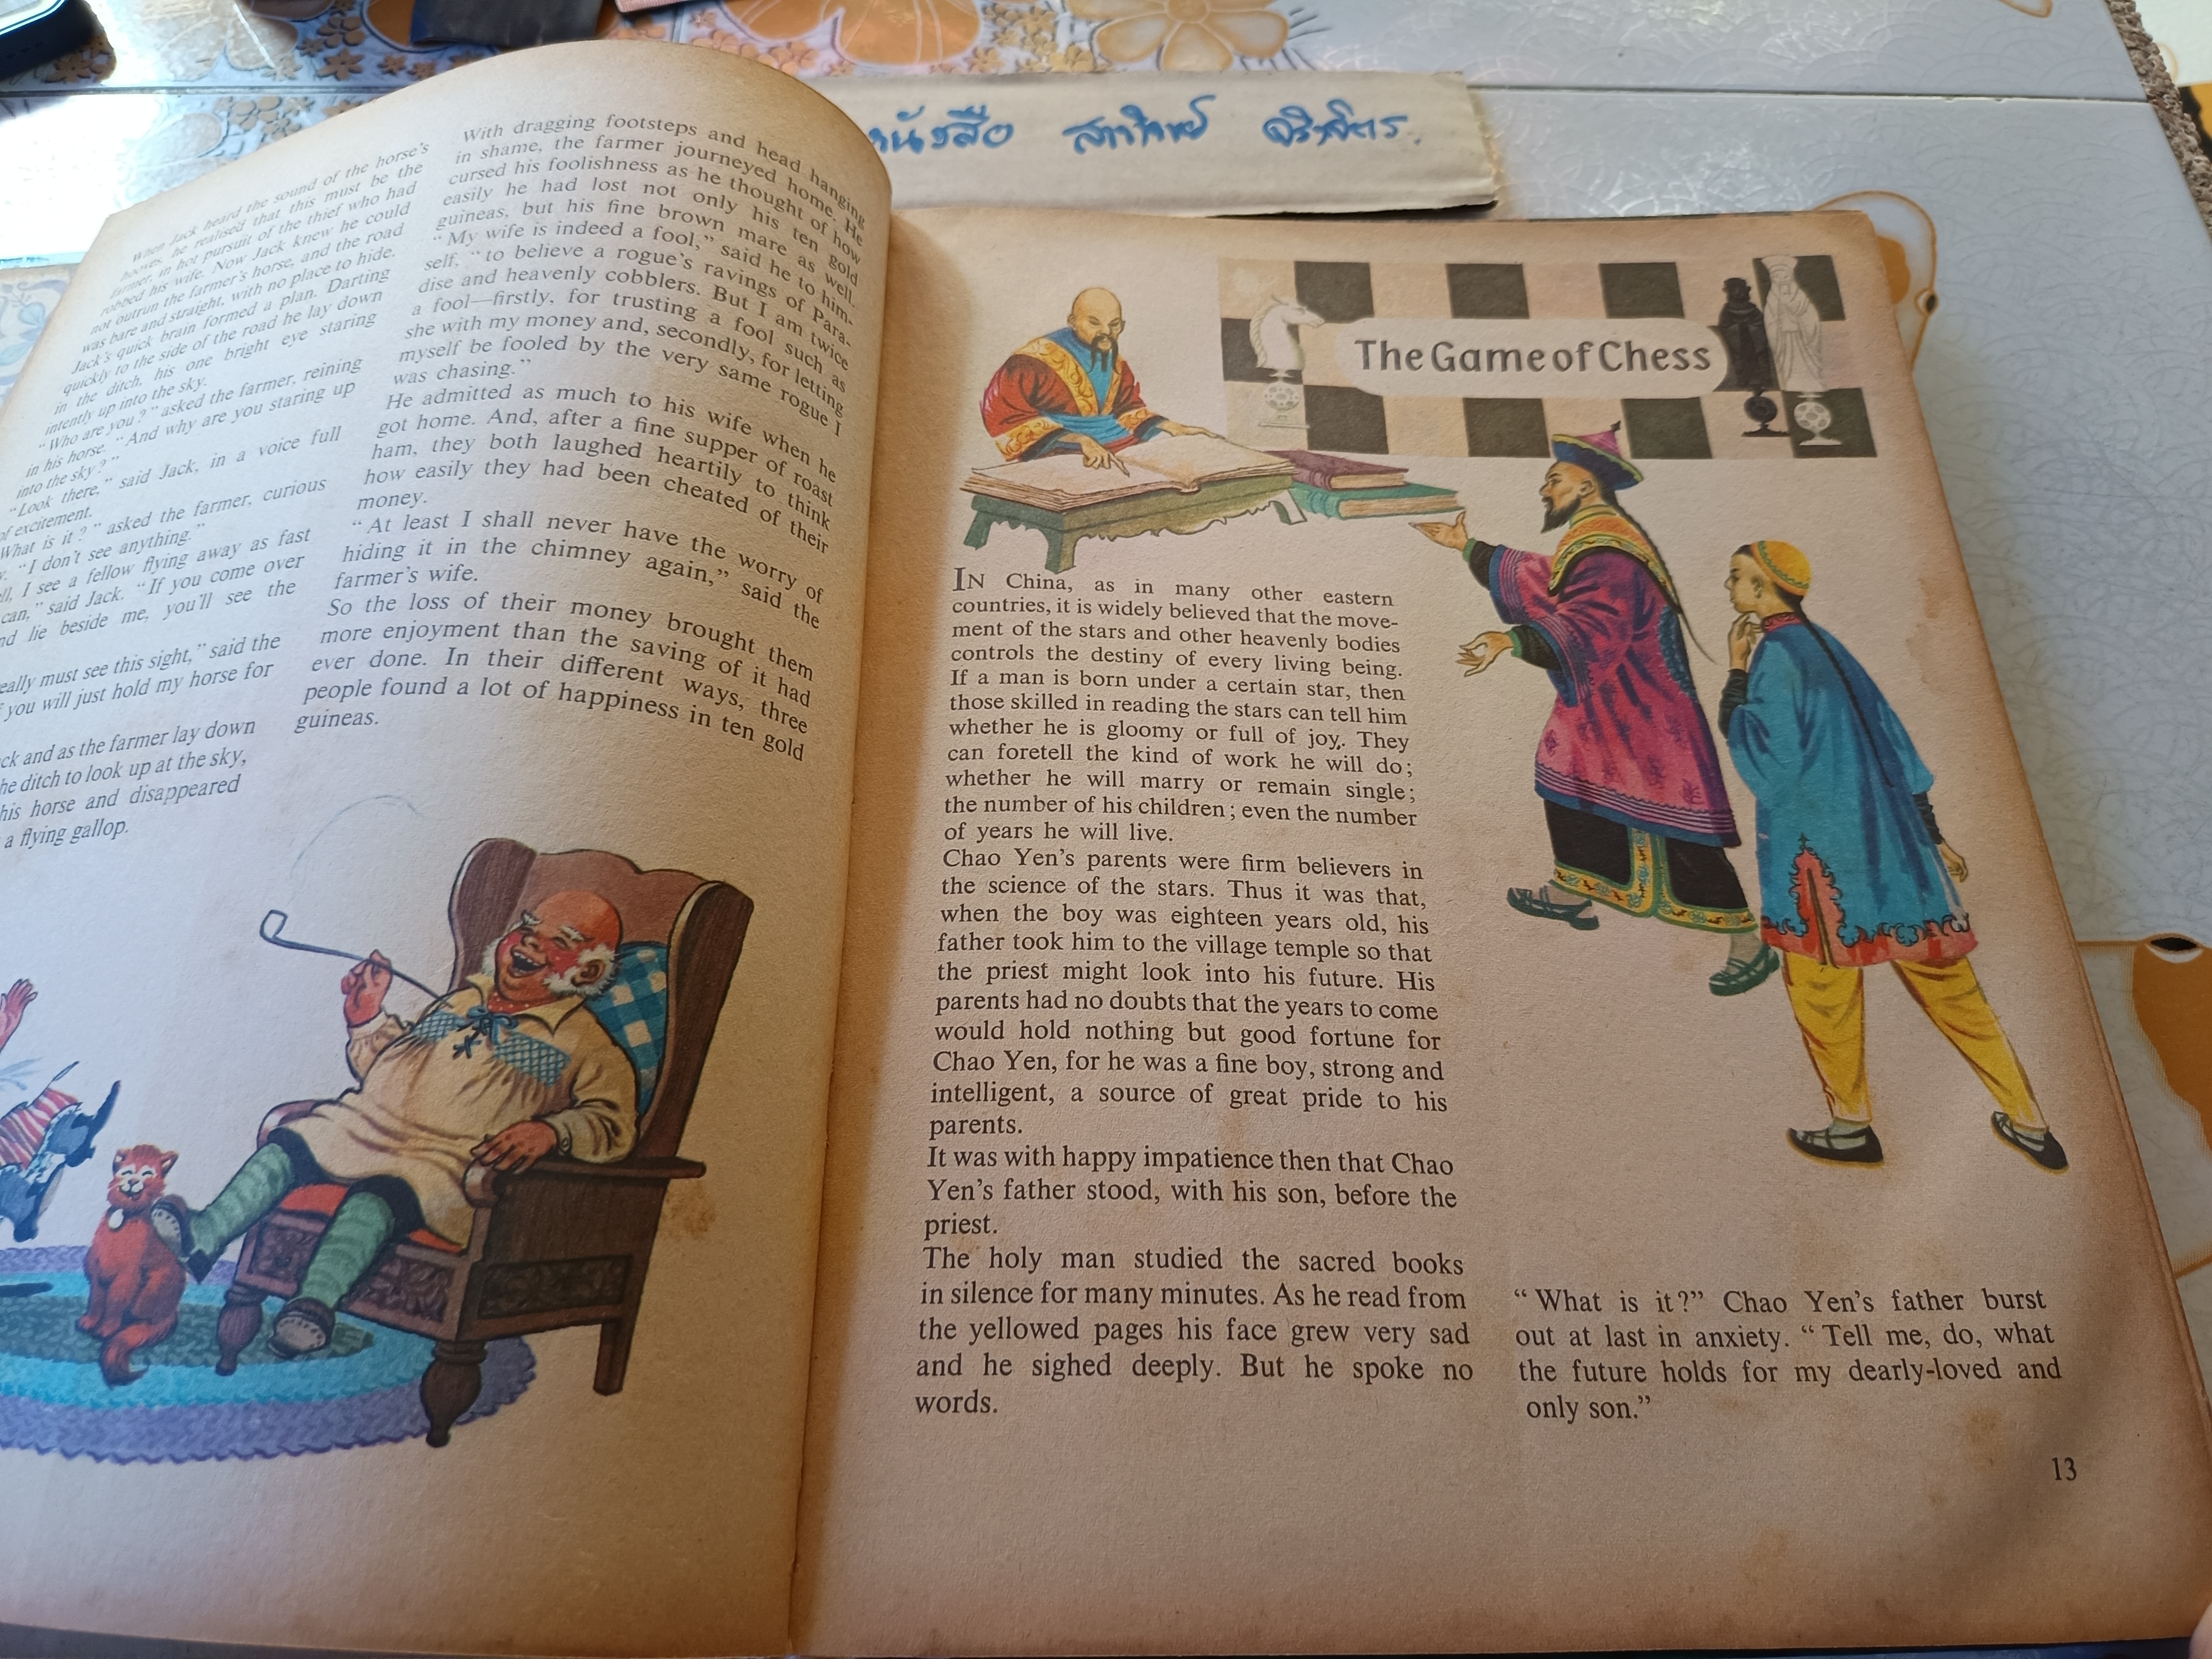 หนังสือ
When Jack heard the sound of the horse's
hooves, he realised that this must be the
farmer, in hot pursuit of the thief who had
robbed his wife. Now Jack knew he could
not outrun the farmer's horse, and the road
was bare and straight, with no place to hide.
Jack's quick brain formed a plan. Darting
quickly to the side of the road he lay down
in the ditch, his one bright eye staring
intently up into the sky.
“Who are you?” asked the farmer, reining
in his horse. “And why are you staring up
into the sky?”
“Look there,” said Jack, in a voice full
of excitement.
What is it?” asked the farmer, curious
“I don't see anything.”
I see a fellow flying away as fast
can,” said Jack. “If you come over
lie beside me, you'll see the
must see this sight,” said the
you will just hold my horse for
and as the farmer lay down
ditch to look up at the sky,
his horse and disappeared
a flying gallop.
With dragging footsteps and head hanging
in shame, the farmer journeyed home. He
cursed his foolishness as he thought of how
easily he had lost not only his ten gold
guineas, but his fine brown mare as well.
“My wife is indeed a fool,” said he to him-
self, “to believe a rogue's ravings of Para-
dise and heavenly cobblers. But I am twice
a fool—firstly, for trusting a fool such as
she with my money and, secondly, for letting
myself be fooled by the very same rogue I
was chasing.”
He admitted as much to his wife when he
got home. And, after a fine supper of roast
ham, they both laughed heartily to think
how easily they had been cheated of their
money.
“At least I shall never have the worry of
hiding it in the chimney again,” said the
farmer's wife.
So the loss of their money brought them
more enjoyment than the saving of it had
ever done. In their different ways, three
people found a lot of happiness in ten gold
guineas.
The Game of Chess
IN China, as in many other eastern
countries, it is widely believed that the move-
ment of the stars and other heavenly bodies
controls the destiny of every living being.
If a man is born under a certain star, then
those skilled in reading the stars can tell him
whether he is gloomy or full of joy. They
can foretell the kind of work he will do;
whether he will marry or remain single;
the number of his children; even the number
of years he will live.
Chao Yen's parents were firm believers in
the science of the stars. Thus it was that,
when the boy was eighteen years old, his
father took him to the village temple so that
the priest might look into his future. His
parents had no doubts that the years to come
would hold nothing but good fortune for
Chao Yen, for he was a fine boy, strong and
intelligent, a source of great pride to his
parents.
It was with happy impatience then that Chao
Yen's father stood, with his son, before the
priest.
The holy man studied the sacred books
in silence for many minutes. As he read from
the yellowed pages his face grew very sad
and he sighed deeply. But he spoke no
words.
“What is it?” Chao Yen's father burst
out at last in anxiety. “Tell me, do, what
the future holds for my dearly-loved and
only son.”
13